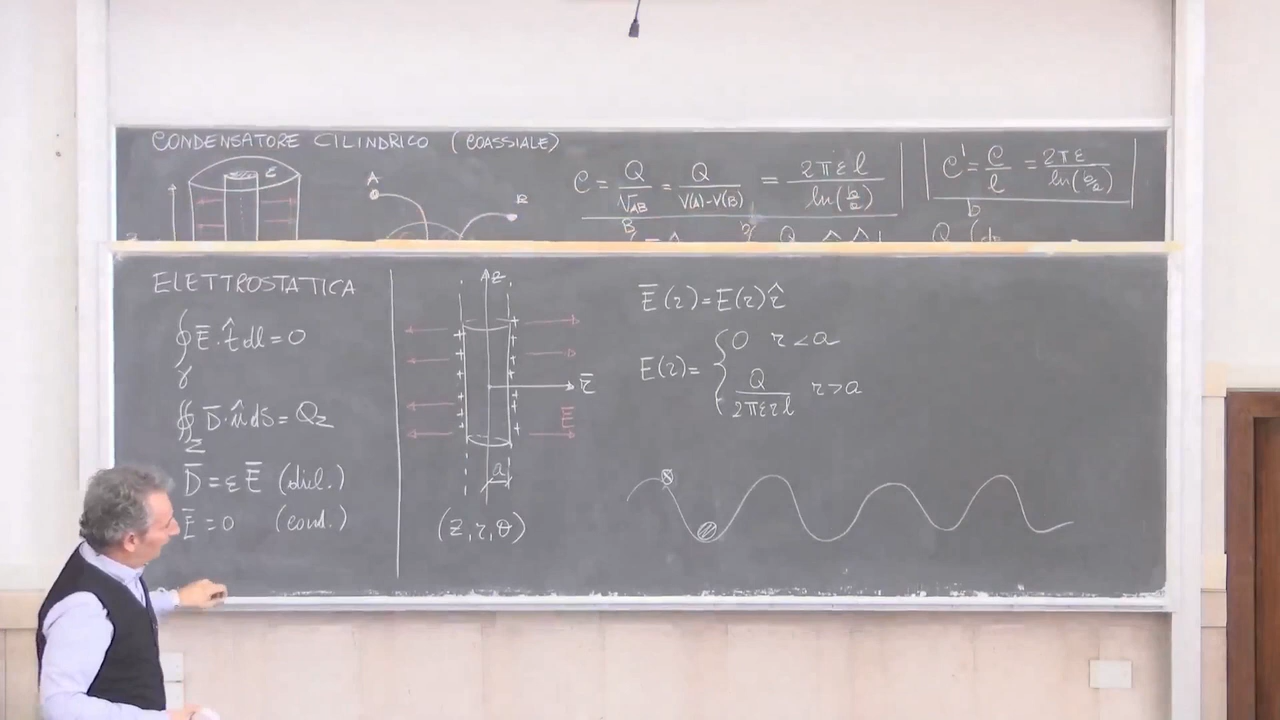 CONDENSATORE CILINDRICO (COASSIALE)
ε
A
B
C = Q/V_AB = Q/(V(A)-V(B)) = 2πεl/ln(b/a)
C' = C/l = 2πε/ln(b/a)
ELETTROSTATICA
∮_γ Ē·t̂ dl = 0
∯_Σ D̄·n̂ dS = Q_Σ
D̄ = εĒ (diel.)
Ē = 0 (cond.)
z
r̄
Ē
a
(z, r, θ)
Ē(r) = E(r) r̂
E(r) = { 0 r < a
Q/(2πεrl) r > a